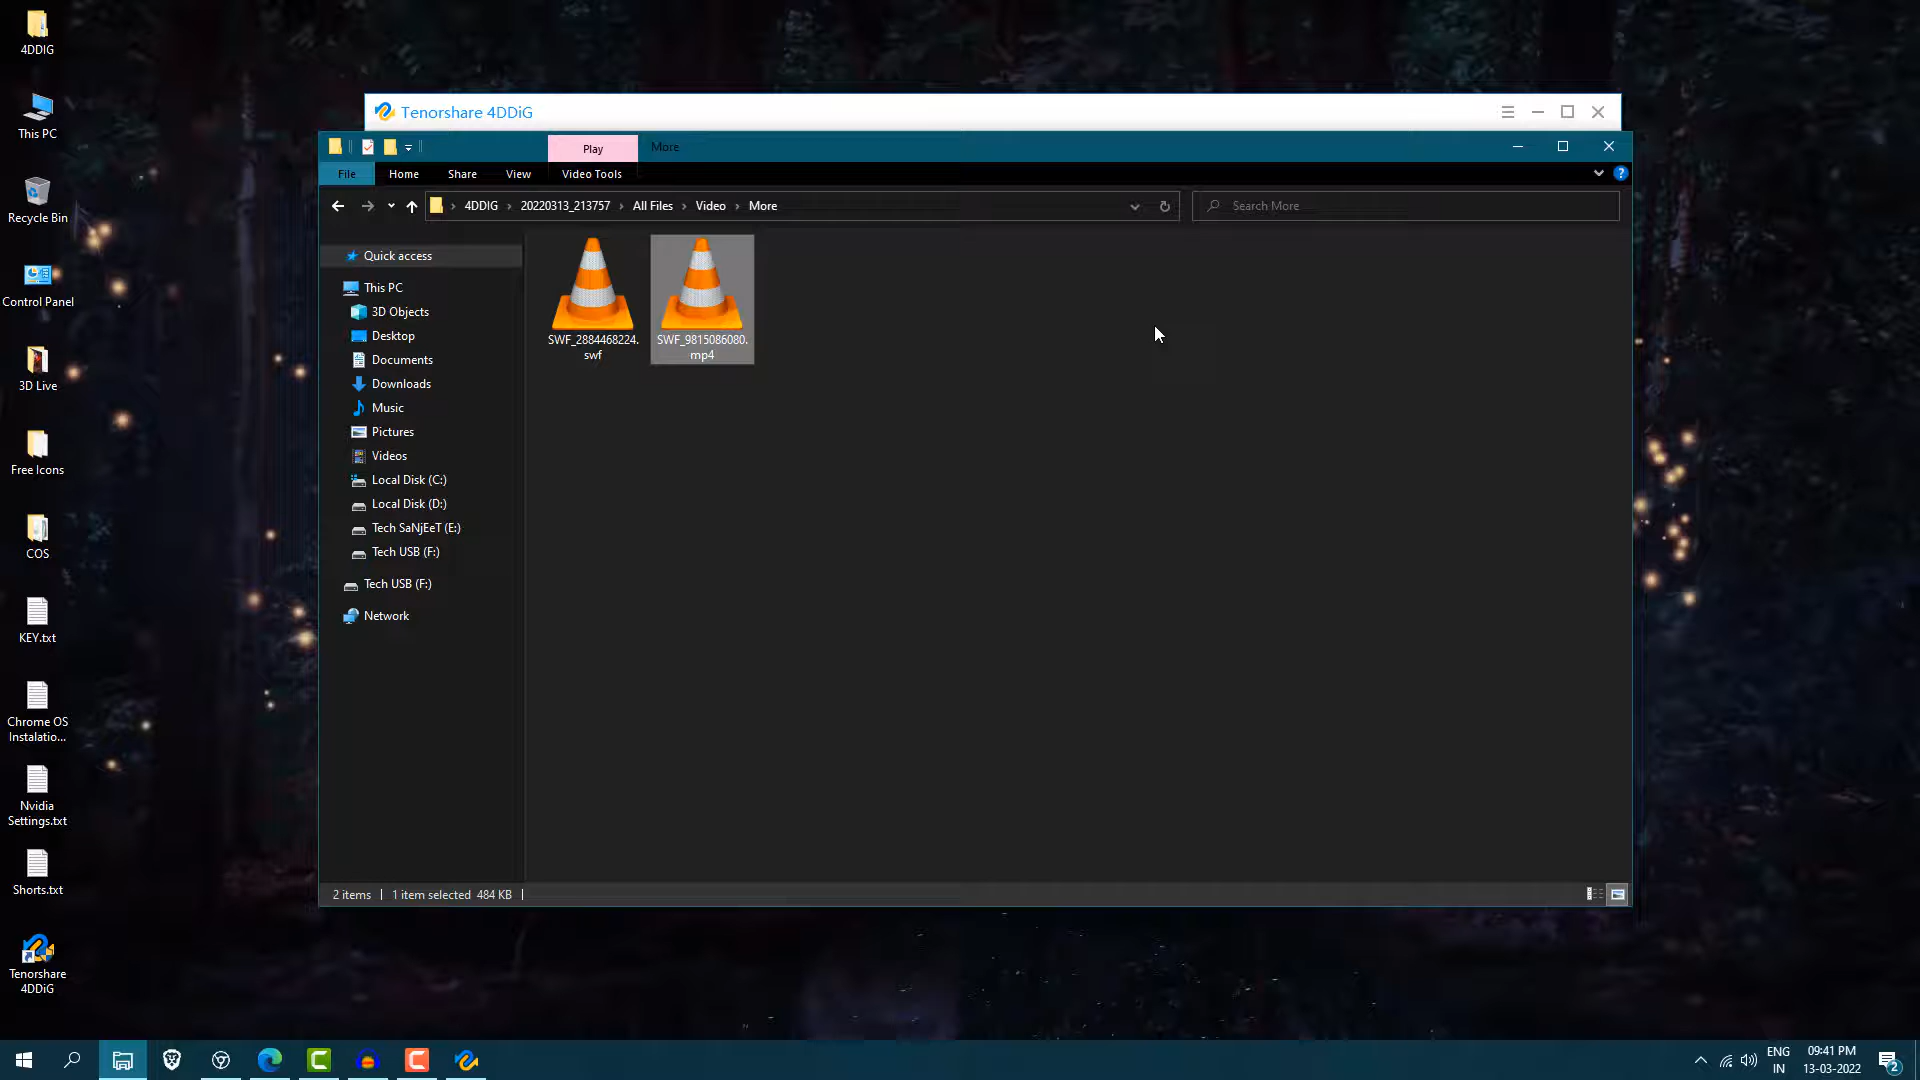 4DDIG
This PC
Recycle Bin
Control Panel
3D Live
Free Icons
COS
KEY.txt
Chrome OS
Instalatio...
Nvidia
Settings.txt
Shorts.txt
Tenorshare
4DDiG
Tenorshare 4DDiG
Play
More
File
Home
Share
View
Video Tools
?
4DDIG
20220313_213757
All Files
Video
More
Search More
Quick access
This PC
3D Objects
Desktop
Documents
Downloads
Music
Pictures
Videos
Local Disk (C:)
Local Disk (D:)
Tech SaNjEeT (E:)
Tech USB (F:)
Tech USB (F:)
Network
SWF_2884468224.
swf
SWF_9815086080.
mp4
2 items
1 item selected 484 KB
ENG
IN
09:41 PM
13-03-2022
2